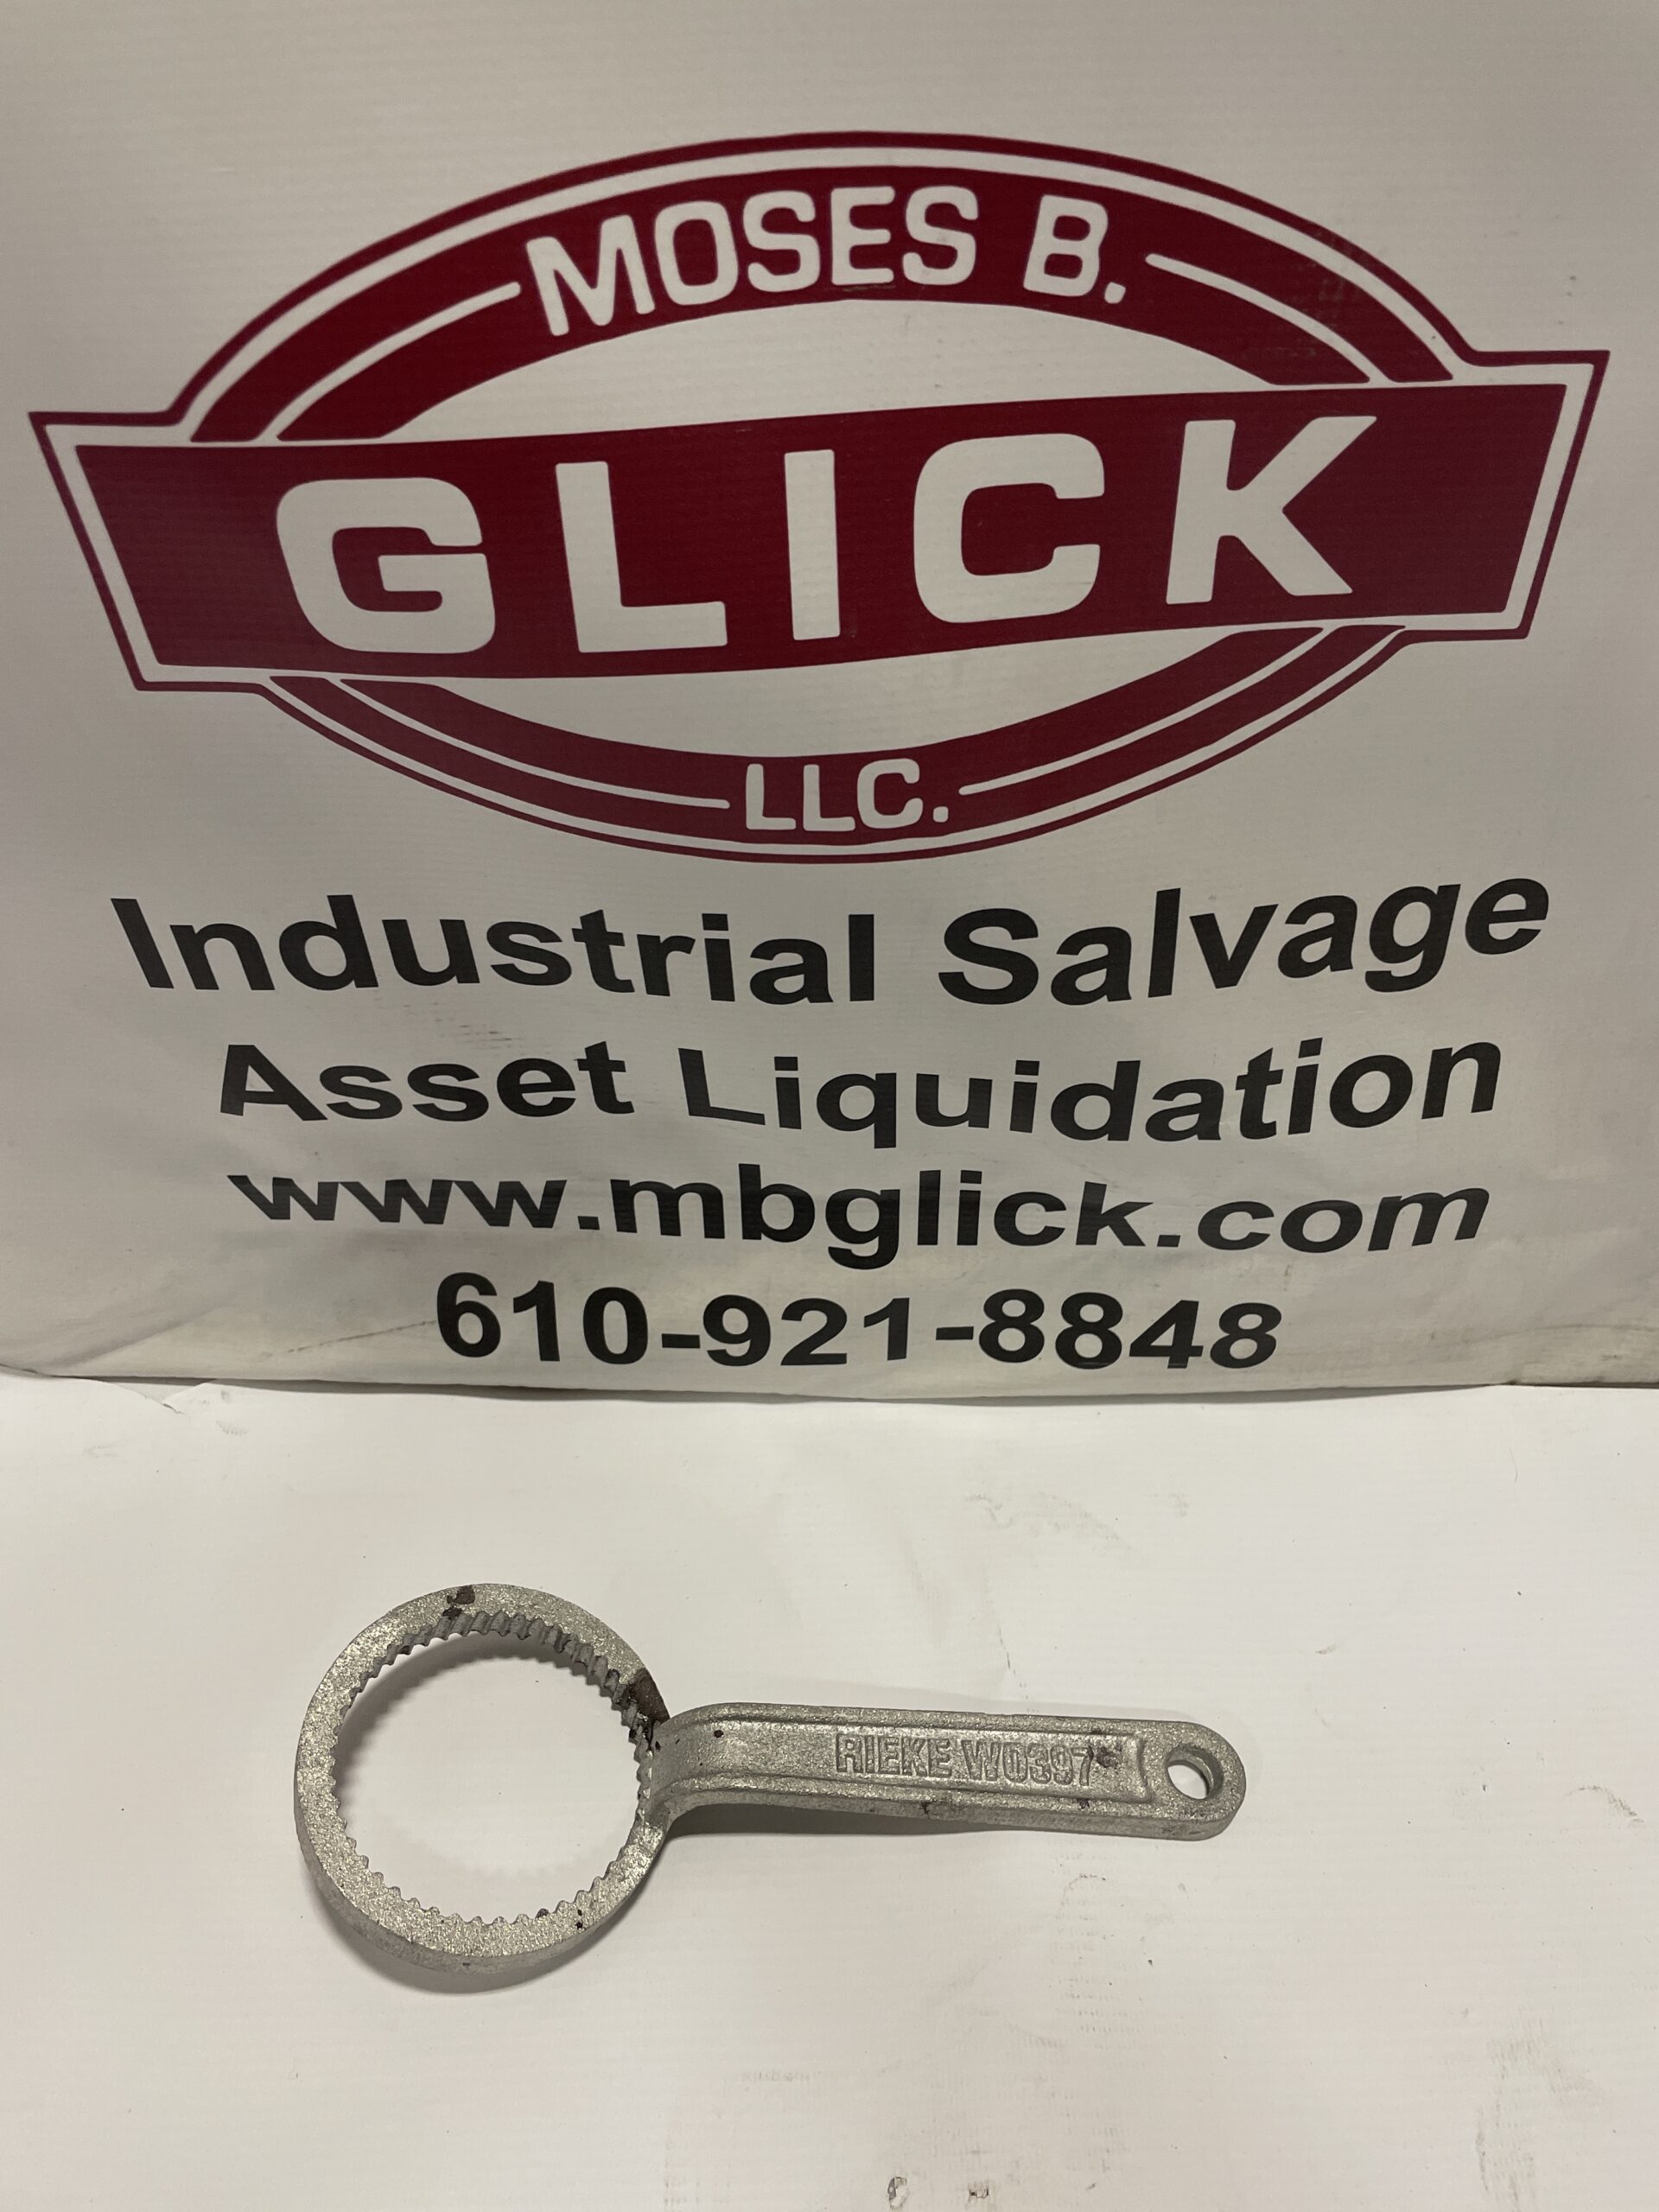 MOSES B.
GLICK
LLC.
Industrial Salvage
Asset Liquidation
www.mbglick.com
610-921-8848
RIEKE W0397